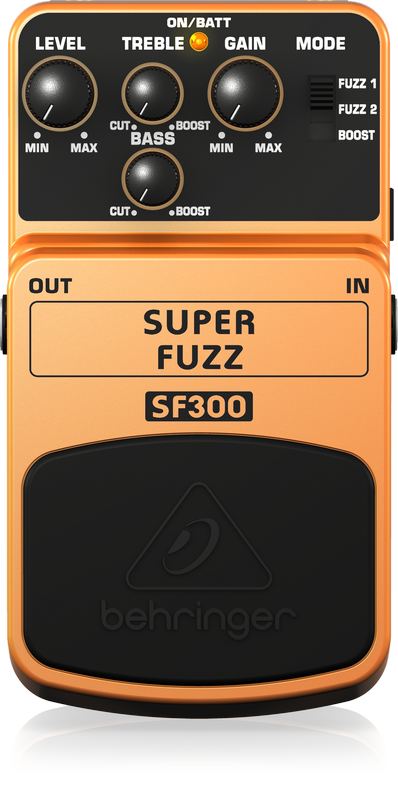 ON/BATT
LEVEL TREBLE GAIN MODE
FUZZ 1
FUZZ 2
BOOST
CUT BOOST
MIN MAX BASS MIN MAX
CUT BOOST
OUT IN
SUPER
FUZZ
SF300
behringer